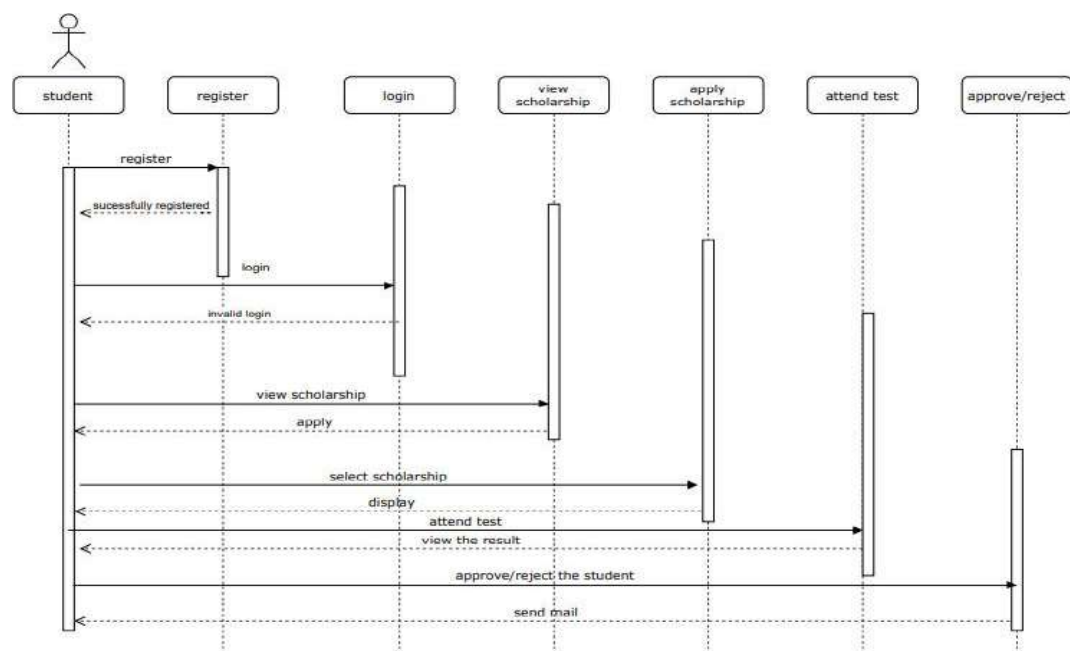 student
register
login
view
scholarship
apply
scholarship
attend test
approve/reject
register
sucessfully registered
login
invalid login
view scholarship
apply
select scholarship
display
attend test
view the result
approve/reject the student
send mail